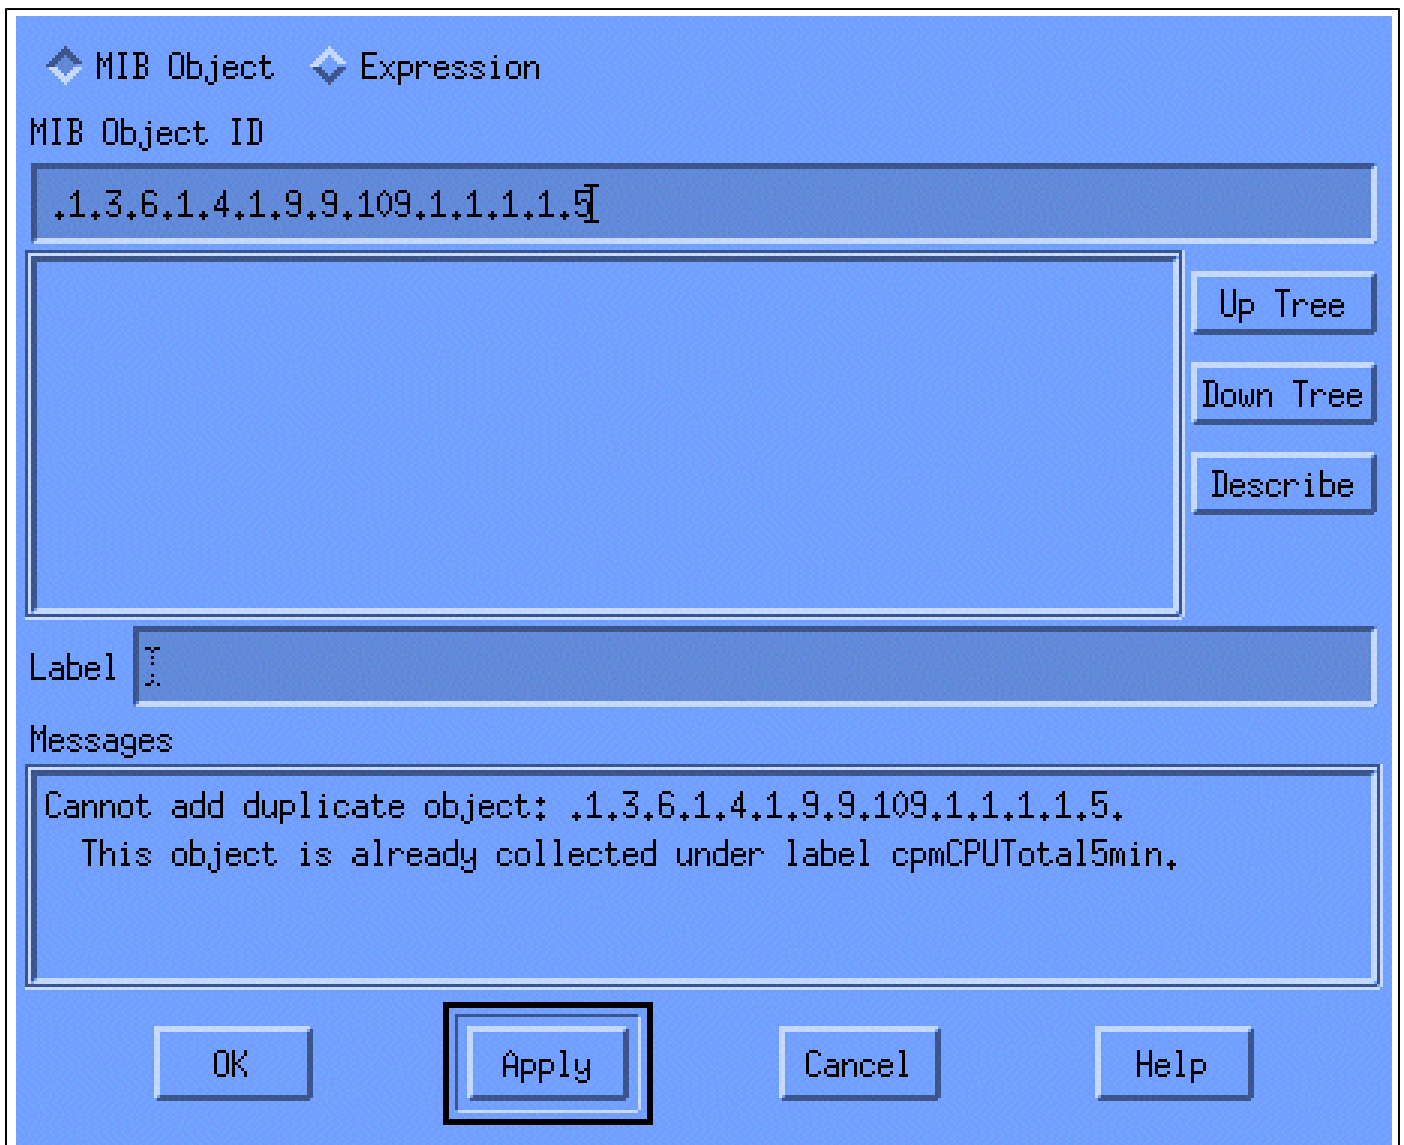 MIB Object Expression
MIB Object ID
.1.3.6.1.4.1.9.9.109.1.1.1.1.5
Up Tree
Down Tree
Describe
Label
Messages
Cannot add duplicate object: .1.3.6.1.4.1.9.9.109.1.1.1.1.5.
This object is already collected under label cpmCPUTotal5min.
OK Apply Cancel Help